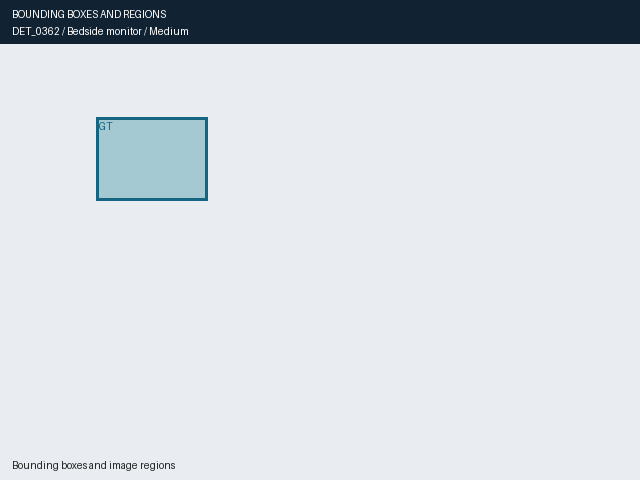 BOUNDING BOXES AND REGIONS
DET_0362 / Bedside monitor / Medium
GT
Bounding boxes and image regions